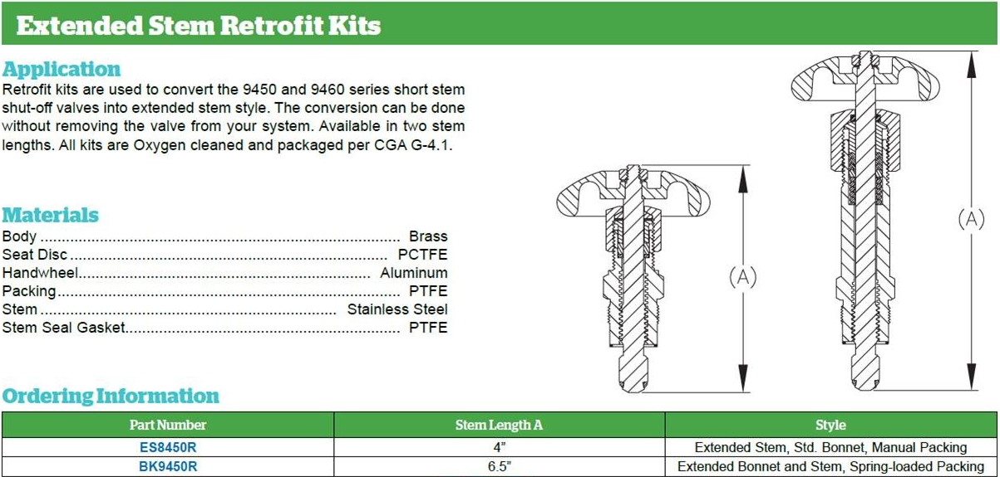 Extended Stem Retrofit Kits
Application
Retrofit kits are used to convert the 9450 and 9460 series short stem
shut-off valves into extended stem style. The conversion can be done
without removing the valve from your system. Available in two stem
lengths. All kits are Oxygen cleaned and packaged per CGA G-4.1.
Materials
Body ........ Brass
Seat Disc ........ PCTFE
Handwheel........ Aluminum
Packing ........ PTFE
Stem ........ Stainless Steel
Stem Seal Gasket........ PTFE
(A)
(A)
Ordering Information
Part Number Stem Length A Style
ES8450R 4" Extended Stem, Std. Bonnet, Manual Packing
BK9450R 6.5" Extended Bonnet and Stem, Spring-loaded Packing